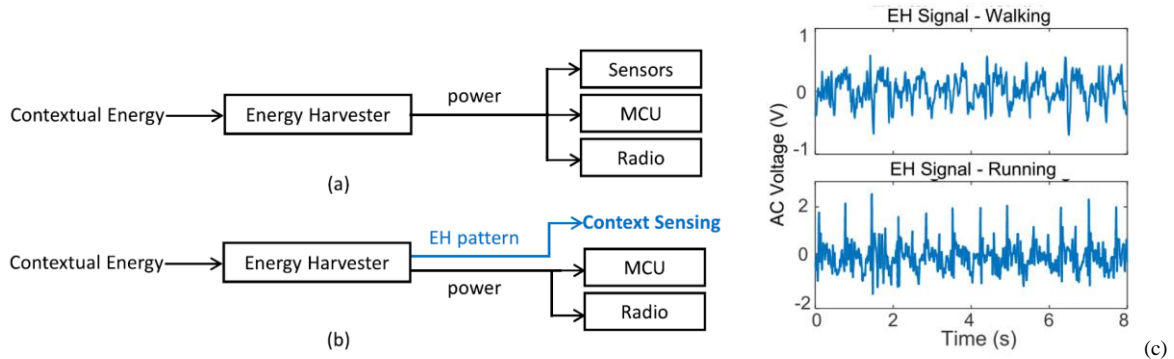 Contextual Energy
Energy Harvester
power
Sensors
MCU
Radio
(a)
Contextual Energy
Energy Harvester
EH pattern
power
Context Sensing
MCU
Radio
(b)
EH Signal - Walking
1
0
-1
EH Signal - Running
2
0
-2
AC Voltage (V)
0 2 4 6 8
Time (s)
(c)